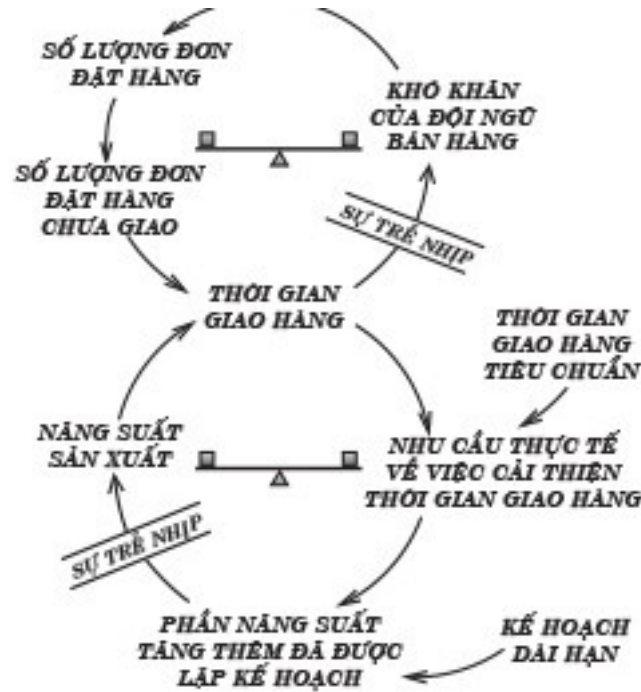 SỐ LƯỢNG ĐƠN
ĐẶT HÀNG
KHÓ KHĂN
CỦA ĐỘI NGŨ
BÁN HÀNG
SỐ LƯỢNG ĐƠN
ĐẶT HÀNG
CHƯA GIAO
SỰ TRỄ NHỊP
THỜI GIAN
GIAO HÀNG
THỜI GIAN
GIAO HÀNG
TIÊU CHUẨN
NĂNG SUẤT
SẢN XUẤT
NHU CẦU THỰC TẾ
VỀ VIỆC CẢI THIỆN
THỜI GIAN GIAO HÀNG
SỰ TRỄ NHỊP
PHẦN NĂNG SUẤT
TĂNG THÊM ĐÃ ĐƯỢC
LẬP KẾ HOẠCH
KẾ HOẠCH
DÀI HẠN